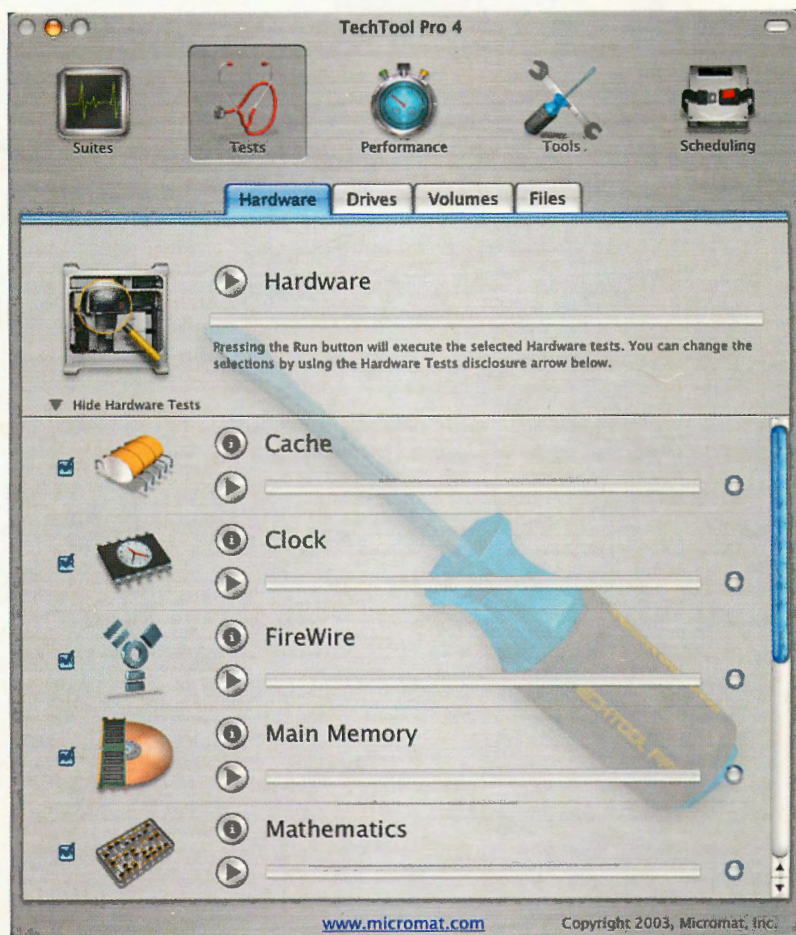 TechTool Pro 4
Suites
Tests
Performance
Tools
Scheduling
Hardware
Drives
Volumes
Files
Hardware
Pressing the Run button will execute the selected Hardware tests. You can change the
selections by using the Hardware Tests disclosure arrow below.
Hide Hardware Tests
Cache
Clock
FireWire
Main Memory
Mathematics
TECHTOOL PRO
www.micromat.com
Copyright 2003, Micromat, Inc.